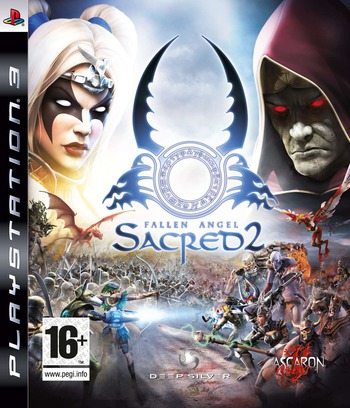 PLAYSTATION 3
FALLEN ANGEL
SACRED 2
16+
www.pegi.info
DEEP SILVER
ASCARON